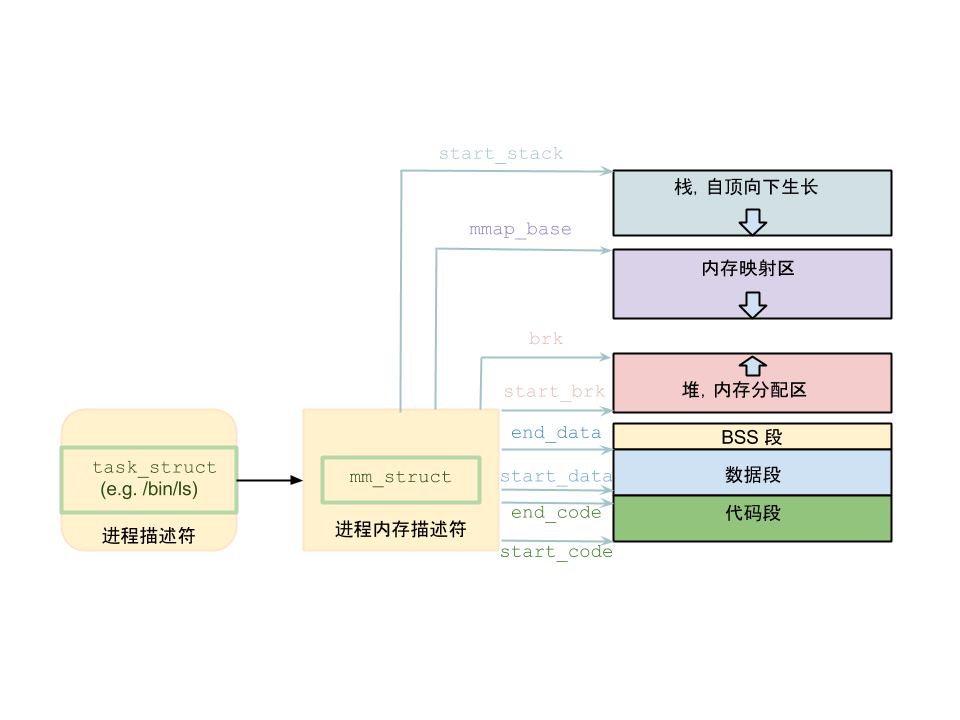 start_stack
栈, 自顶向下生长
mmap_base
内存映射区
brk
start_brk
堆, 内存分配区
end_data
BSS 段
start_data
数据段
end_code
代码段
start_code
task_struct
(e.g. /bin/ls)
进程描述符
mm_struct
进程内存描述符